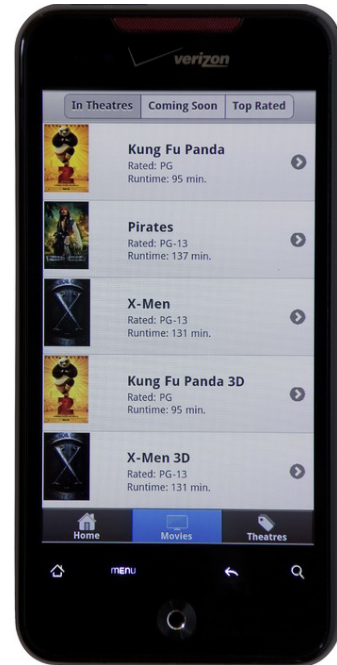 verizon
In Theatres Coming Soon Top Rated
Kung Fu Panda
Rated: PG
Runtime: 95 min.
Pirates
Rated: PG-13
Runtime: 137 min.
X-Men
Rated: PG-13
Runtime: 131 min.
Kung Fu Panda 3D
Rated: PG
Runtime: 95 min.
X-Men 3D
Rated: PG-13
Runtime: 131 min.
Home Movies Theatres
menu